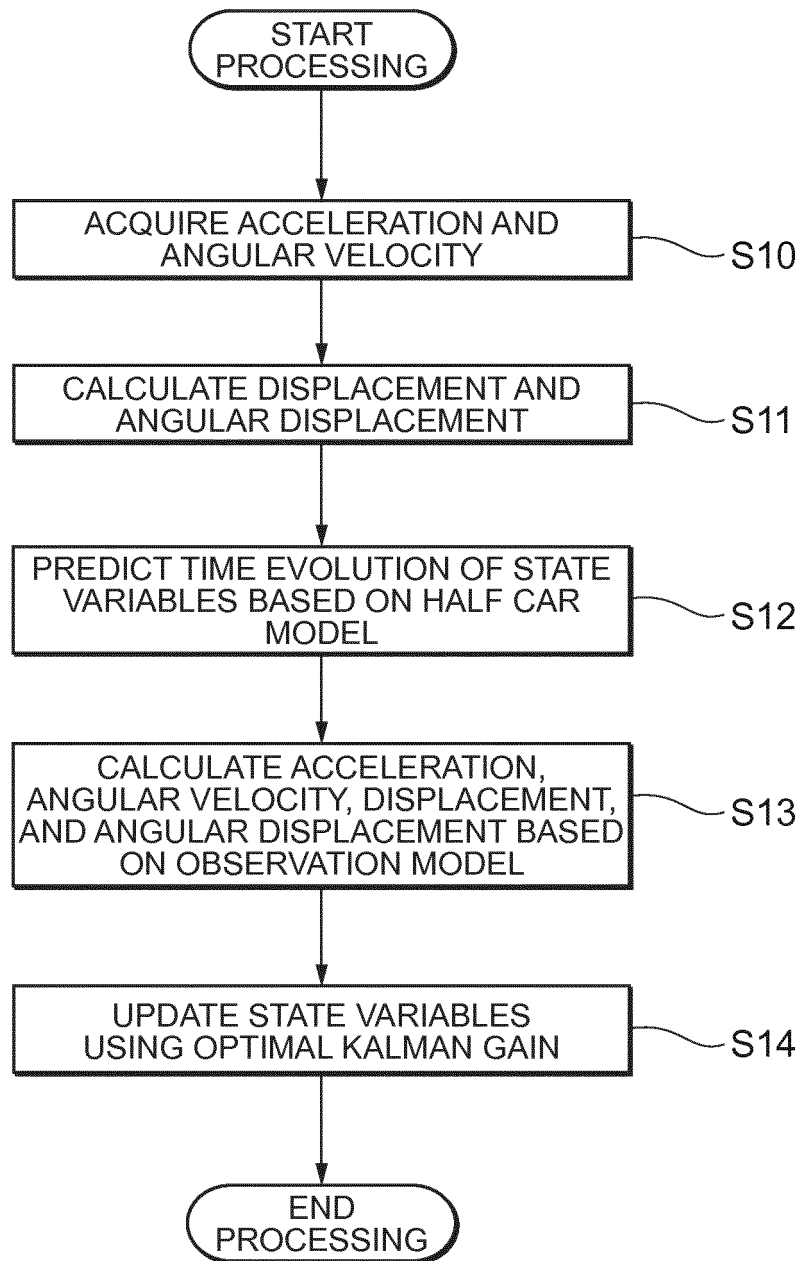 START
PROCESSING
ACQUIRE ACCELERATION AND
ANGULAR VELOCITY
S10
CALCULATE DISPLACEMENT AND
ANGULAR DISPLACEMENT
S11
PREDICT TIME EVOLUTION OF STATE
VARIABLES BASED ON HALF CAR
MODEL
S12
CALCULATE ACCELERATION,
ANGULAR VELOCITY, DISPLACEMENT,
AND ANGULAR DISPLACEMENT BASED
ON OBSERVATION MODEL
S13
UPDATE STATE VARIABLES
USING OPTIMAL KALMAN GAIN
S14
END
PROCESSING